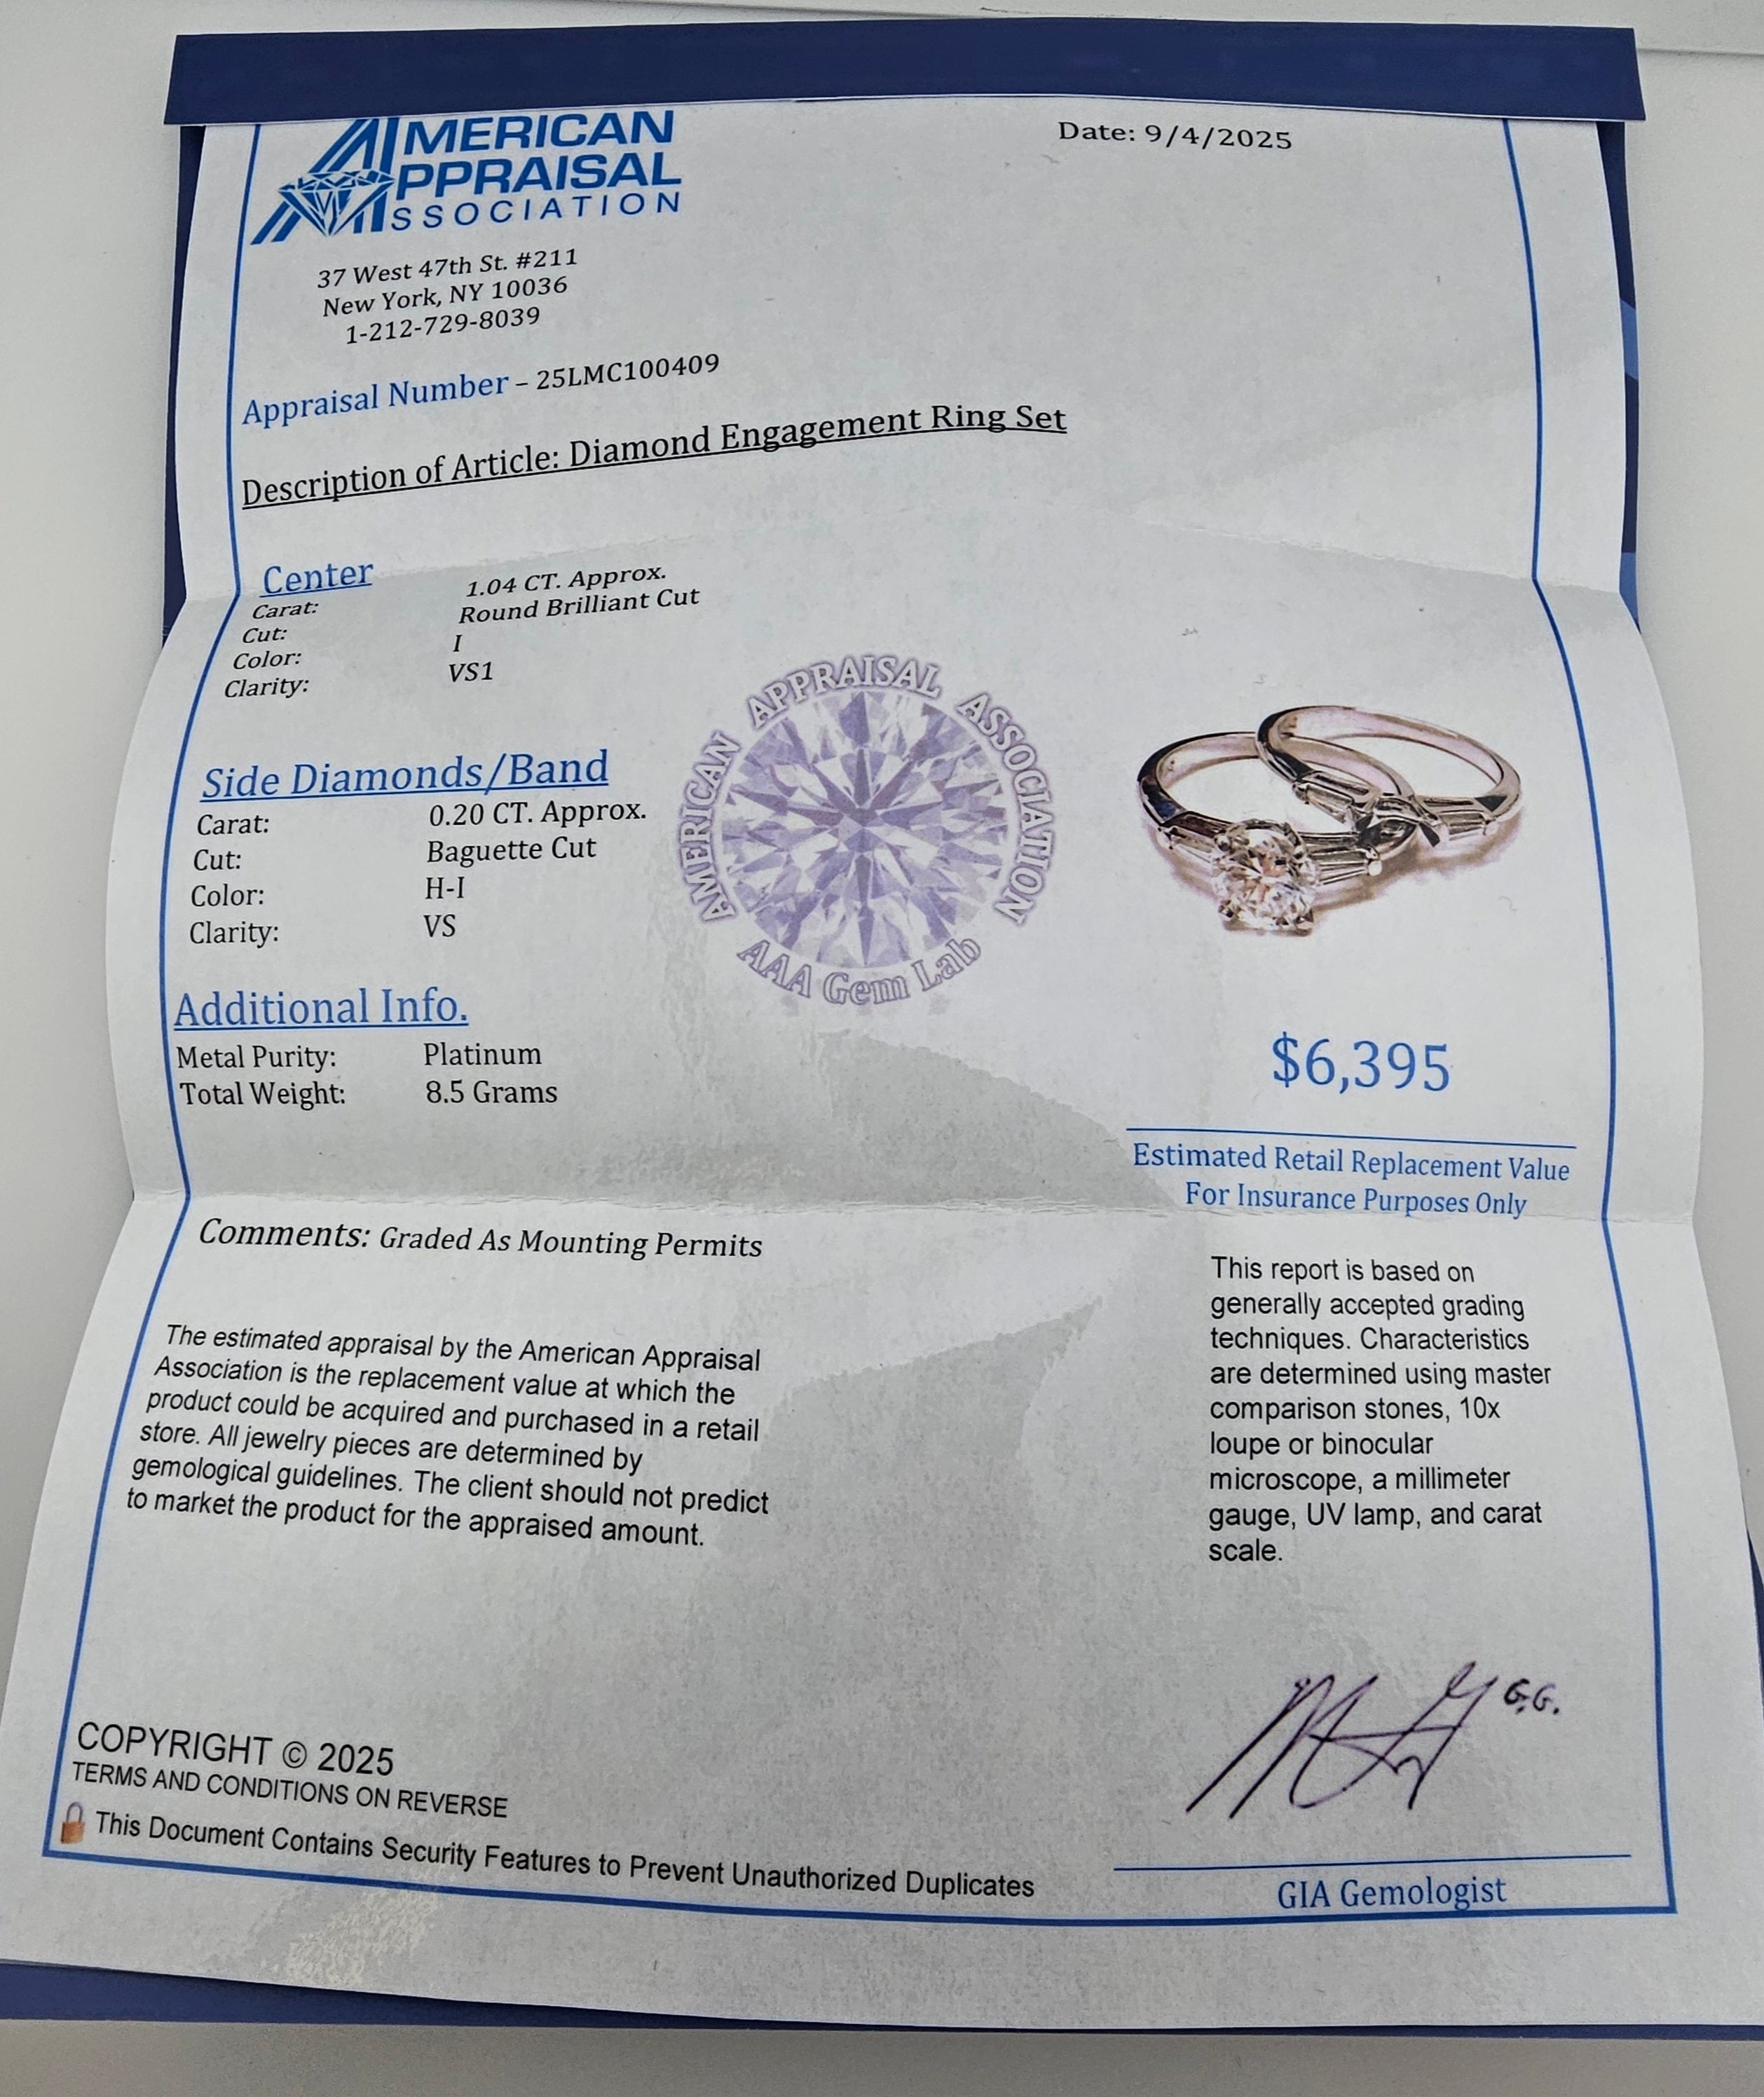 AMERICAN
APPRAISAL
ASSOCIATION
Date: 9/4/2025
37 West 47th St. #211
New York, NY 10036
1-212-729-8039
Appraisal Number – 25LMC100409
Description of Article: Diamond Engagement Ring Set
Center
Carat: 1.04 CT. Approx.
Cut: Round Brilliant Cut
Color: I
Clarity: VS1
AMERICAN APPRAISAL ASSOCIATION
AAA Gem Lab
Side Diamonds/Band
Carat: 0.20 CT. Approx.
Cut: Baguette Cut
Color: H-I
Clarity: VS
Additional Info.
Metal Purity: Platinum
Total Weight: 8.5 Grams
$6,395
Estimated Retail Replacement Value
For Insurance Purposes Only
Comments: Graded As Mounting Permits
The estimated appraisal by the American Appraisal
Association is the replacement value at which the
product could be acquired and purchased in a retail
store. All jewelry pieces are determined by
gemological guidelines. The client should not predict
to market the product for the appraised amount.
This report is based on
generally accepted grading
techniques. Characteristics
are determined using master
comparison stones, 10x
loupe or binocular
microscope, a millimeter
gauge, UV lamp, and carat
scale.
G.G.
GIA Gemologist
COPYRIGHT © 2025
TERMS AND CONDITIONS ON REVERSE
This Document Contains Security Features to Prevent Unauthorized Duplicates